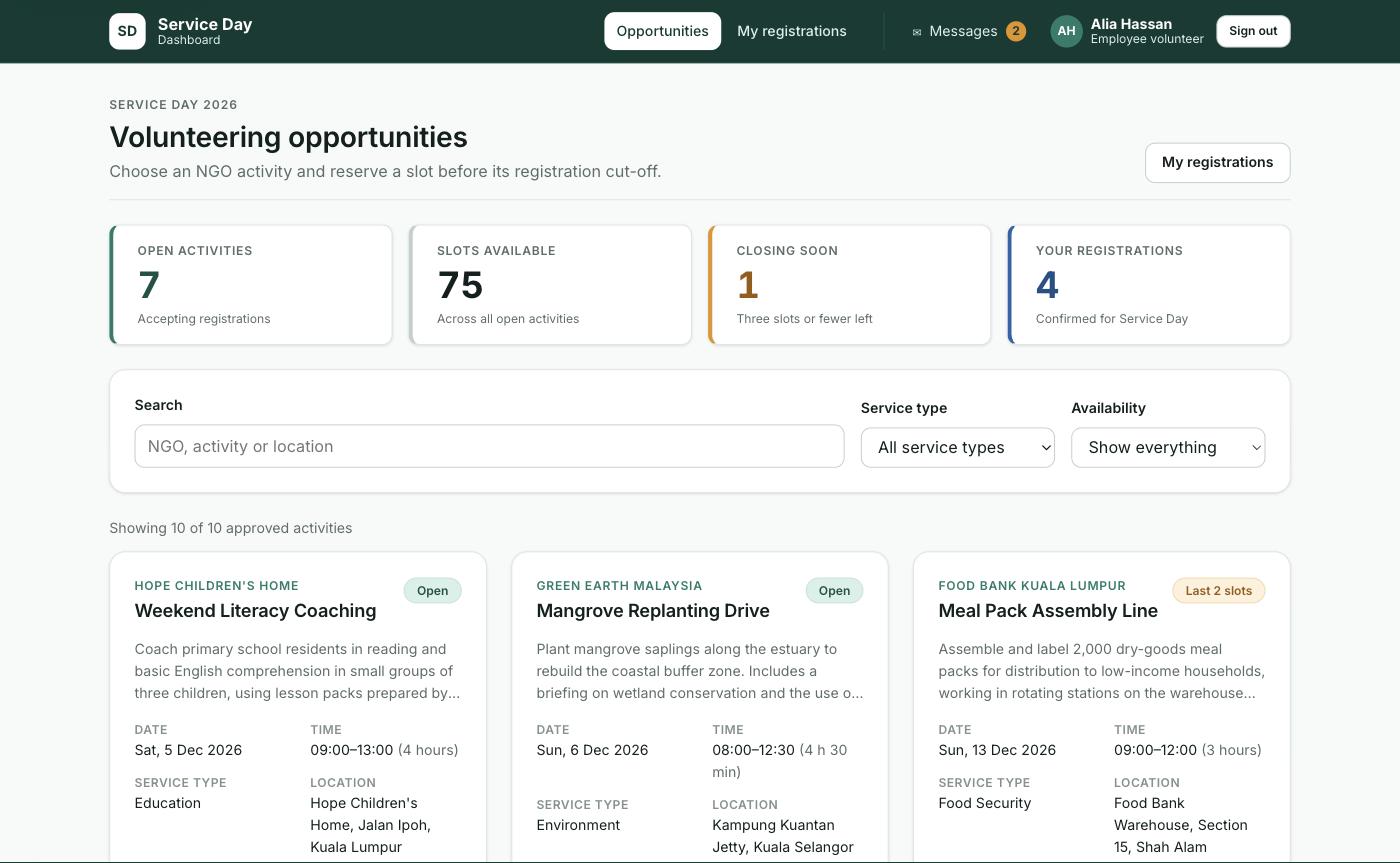 SD
Service Day
Dashboard
Opportunities
My registrations
✉ Messages 2
AH
Alia Hassan
Employee volunteer
Sign out
SERVICE DAY 2026
Volunteering opportunities
Choose an NGO activity and reserve a slot before its registration cut-off.
My registrations
OPEN ACTIVITIES
7
Accepting registrations
SLOTS AVAILABLE
75
Across all open activities
CLOSING SOON
1
Three slots or fewer left
YOUR REGISTRATIONS
4
Confirmed for Service Day
Search
NGO, activity or location
Service type
All service types
Availability
Show everything
Showing 10 of 10 approved activities
HOPE CHILDREN'S HOME
Open
Weekend Literacy Coaching
Coach primary school residents in reading and
basic English comprehension in small groups of
three children, using lesson packs prepared by…
DATE
Sat, 5 Dec 2026
TIME
09:00–13:00 (4 hours)
SERVICE TYPE
Education
LOCATION
Hope Children's
Home, Jalan Ipoh,
Kuala Lumpur
GREEN EARTH MALAYSIA
Open
Mangrove Replanting Drive
Plant mangrove saplings along the estuary to
rebuild the coastal buffer zone. Includes a
briefing on wetland conservation and the use o…
DATE
Sun, 6 Dec 2026
TIME
08:00–12:30 (4 h 30
min)
SERVICE TYPE
Environment
LOCATION
Kampung Kuantan
Jetty, Kuala Selangor
FOOD BANK KUALA LUMPUR
Last 2 slots
Meal Pack Assembly Line
Assemble and label 2,000 dry-goods meal
packs for distribution to low-income households,
working in rotating stations on the warehouse…
DATE
Sun, 13 Dec 2026
TIME
09:00–12:00 (3 hours)
SERVICE TYPE
Food Security
LOCATION
Food Bank
Warehouse, Section
15, Shah Alam